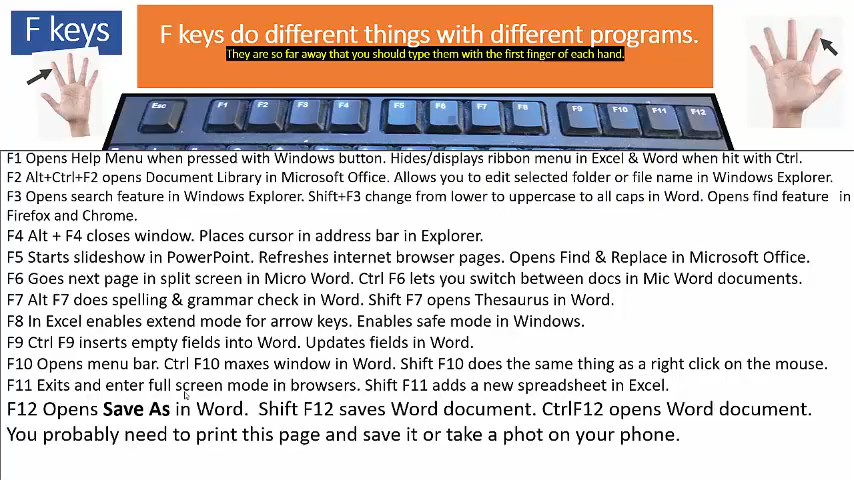 F keys
F keys do different things with different programs.
They are so far away that you should type them with the first finger of each hand.
Esc F1 F2 F3 F4 F5 F6 F7 F8 F9 F10 F11 F12
F1 Opens Help Menu when pressed with Windows button. Hides/displays ribbon menu in Excel & Word when hit with Ctrl.
F2 Alt+Ctrl+F2 opens Document Library in Microsoft Office. Allows you to edit selected folder or file name in Windows Explorer.
F3 Opens search feature in Windows Explorer. Shift+F3 change from lower to uppercase to all caps in Word. Opens find feature in
Firefox and Chrome.
F4 Alt + F4 closes window. Places cursor in address bar in Explorer.
F5 Starts slideshow in PowerPoint. Refreshes internet browser pages. Opens Find & Replace in Microsoft Office.
F6 Goes next page in split screen in Micro Word. Ctrl F6 lets you switch between docs in Mic Word documents.
F7 Alt F7 does spelling & grammar check in Word. Shift F7 opens Thesaurus in Word.
F8 In Excel enables extend mode for arrow keys. Enables safe mode in Windows.
F9 Ctrl F9 inserts empty fields into Word. Updates fields in Word.
F10 Opens menu bar. Ctrl F10 maxes window in Word. Shift F10 does the same thing as a right click on the mouse.
F11 Exits and enter full screen mode in browsers. Shift F11 adds a new spreadsheet in Excel.
F12 Opens Save As in Word. Shift F12 saves Word document. CtrlF12 opens Word document.
You probably need to print this page and save it or take a phot on your phone.